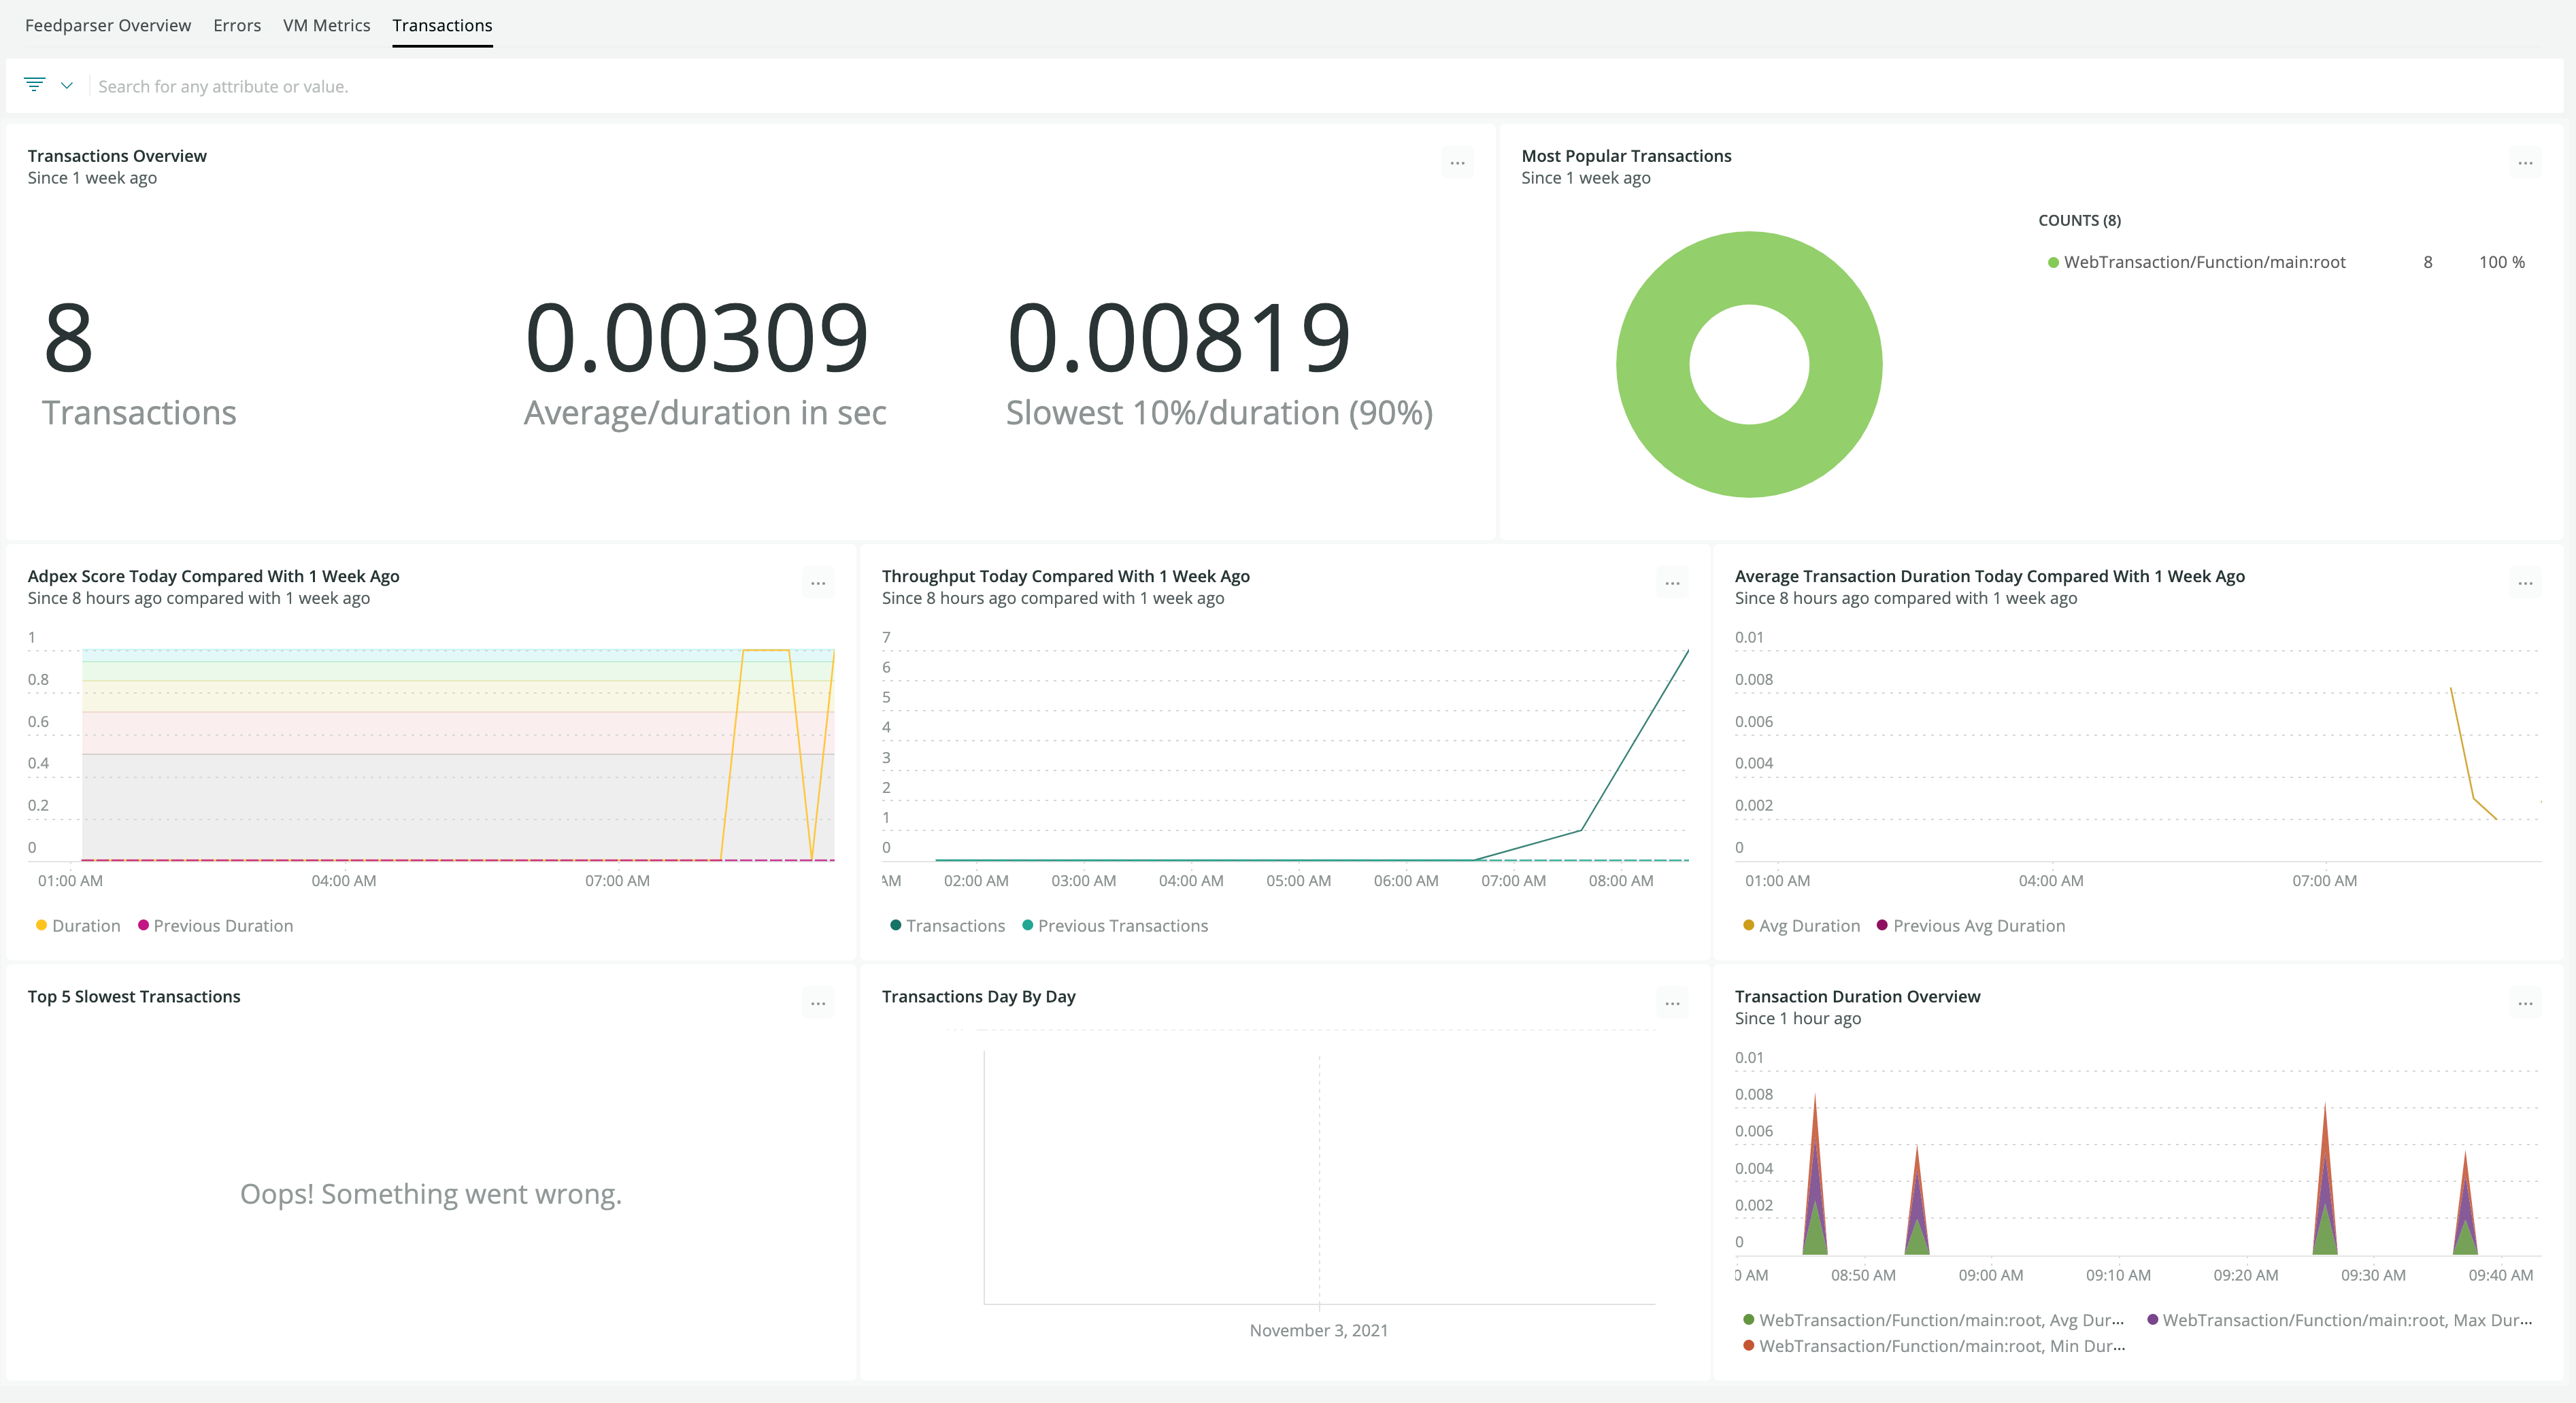 Feedparser Overview Errors VM Metrics Transactions
Search for any attribute or value.
Transactions Overview
Since 1 week ago
...
8
Transactions
0.00309
Average/duration in sec
0.00819
Slowest 10%/duration (90%)
Most Popular Transactions
Since 1 week ago
...
COUNTS (8)
WebTransaction/Function/main:root 8 100 %
Adpex Score Today Compared With 1 Week Ago
Since 8 hours ago compared with 1 week ago
...
1
0.8
0.6
0.4
0.2
0
01:00 AM 04:00 AM 07:00 AM
Duration Previous Duration
Throughput Today Compared With 1 Week Ago
Since 8 hours ago compared with 1 week ago
...
7
6
5
4
3
2
1
0
AM 02:00 AM 03:00 AM 04:00 AM 05:00 AM 06:00 AM 07:00 AM 08:00 AM
Transactions Previous Transactions
Average Transaction Duration Today Compared With 1 Week Ago
Since 8 hours ago compared with 1 week ago
...
0.01
0.008
0.006
0.004
0.002
0
01:00 AM 04:00 AM 07:00 AM
Avg Duration Previous Avg Duration
Top 5 Slowest Transactions
...
Oops! Something went wrong.
Transactions Day By Day
...
November 3, 2021
Transaction Duration Overview
Since 1 hour ago
...
0.01
0.008
0.006
0.004
0.002
0
0 AM 08:50 AM 09:00 AM 09:10 AM 09:20 AM 09:30 AM 09:40 AM
WebTransaction/Function/main:root, Avg Dur... WebTransaction/Function/main:root, Max Dur...
WebTransaction/Function/main:root, Min Dur...